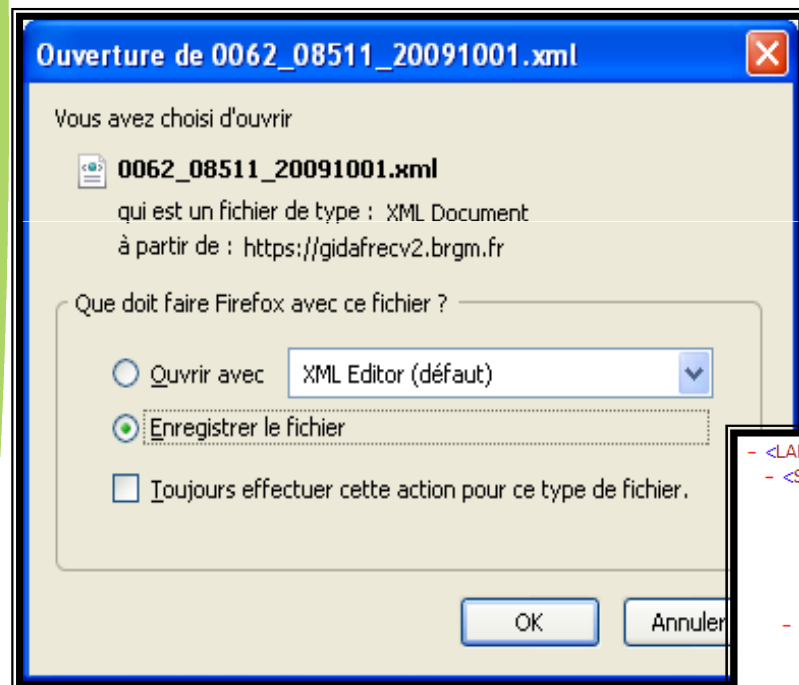 Ouverture de 0062_08511_20091001.xml
Vous avez choisi d'ouvrir
0062_08511_20091001.xml
qui est un fichier de type : XML Document
à partir de : https://gidafrecv2.brgm.fr
Que doit faire Firefox avec ce fichier ?
Ouvrir avec XML Editor (défaut)
Enregistrer le fichier
Toujours effectuer cette action pour ce type de fichier.
OK Annuler
- <LA
- <S
-